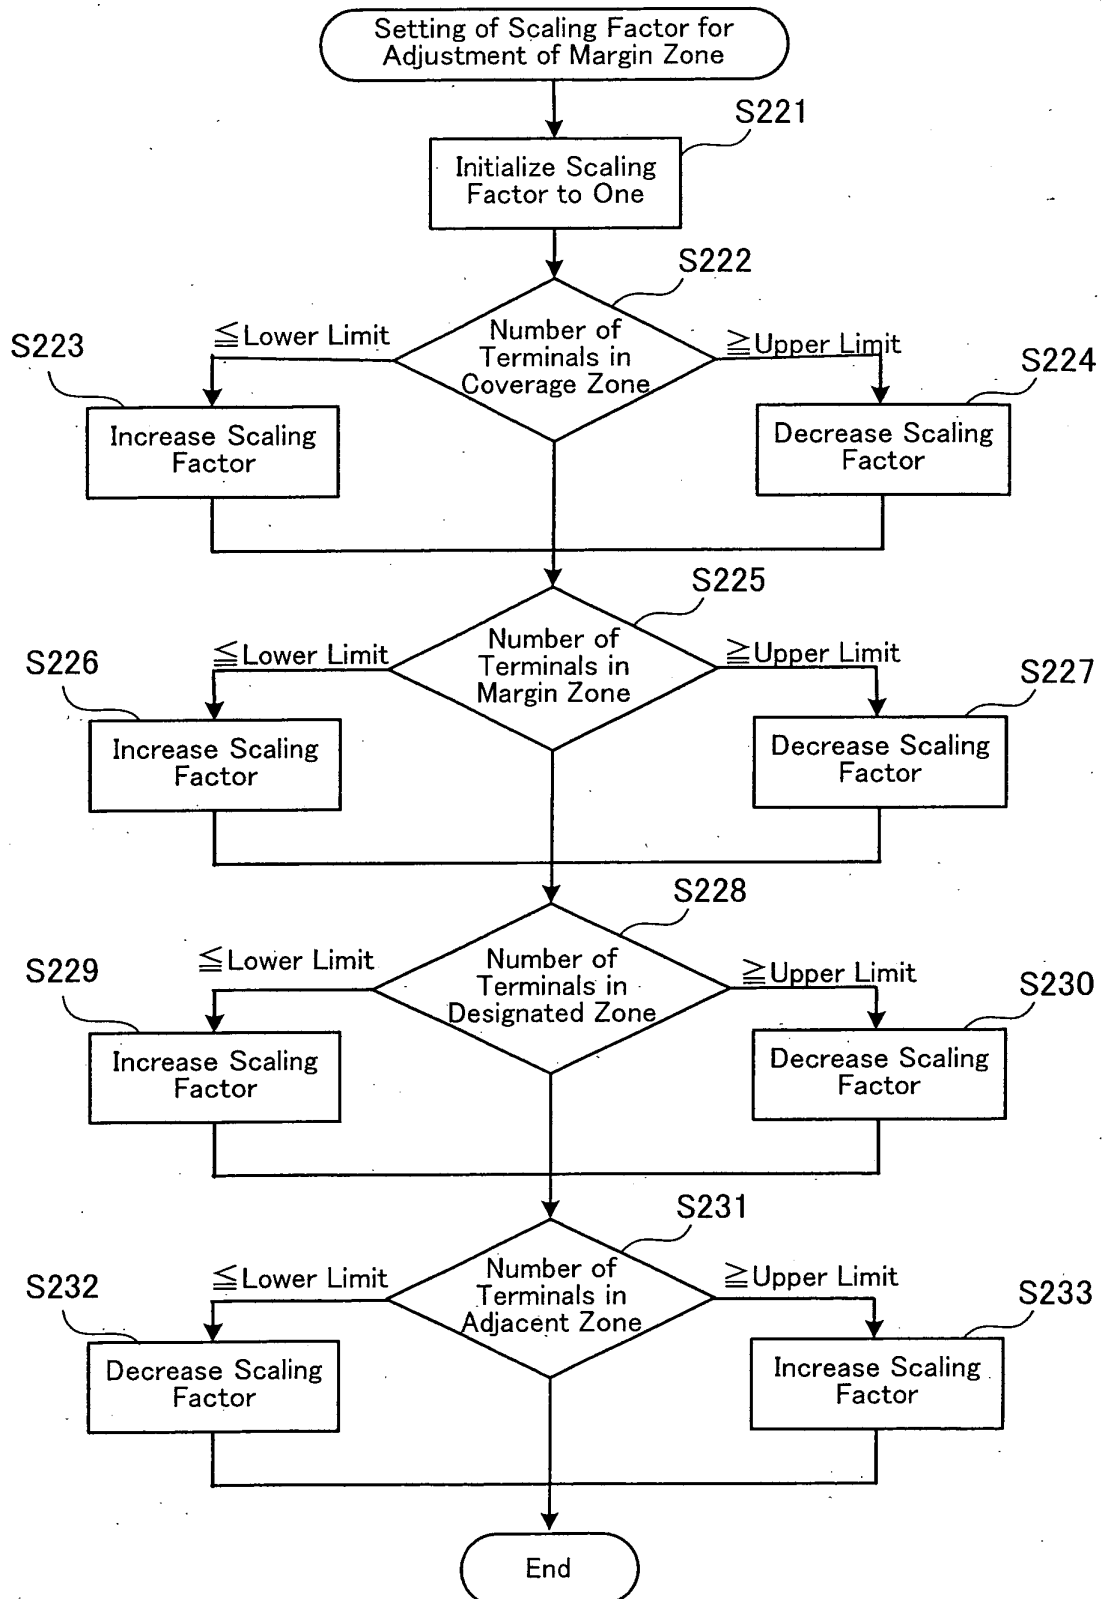 Setting of Scaling Factor for
Adjustment of Margin Zone
S221
Initialize Scaling
Factor to One
S222
Number of
Terminals in
Coverage Zone
≦Lower Limit
≧Upper Limit
S223
Increase Scaling
Factor
S224
Decrease Scaling
Factor
S225
Number of
Terminals in
Margin Zone
≦Lower Limit
≧Upper Limit
S226
Increase Scaling
Factor
S227
Decrease Scaling
Factor
S228
Number of
Terminals in
Designated Zone
≦Lower Limit
≧Upper Limit
S229
Increase Scaling
Factor
S230
Decrease Scaling
Factor
S231
Number of
Terminals in
Adjacent Zone
≦Lower Limit
≧Upper Limit
S232
Decrease Scaling
Factor
S233
Increase Scaling
Factor
End